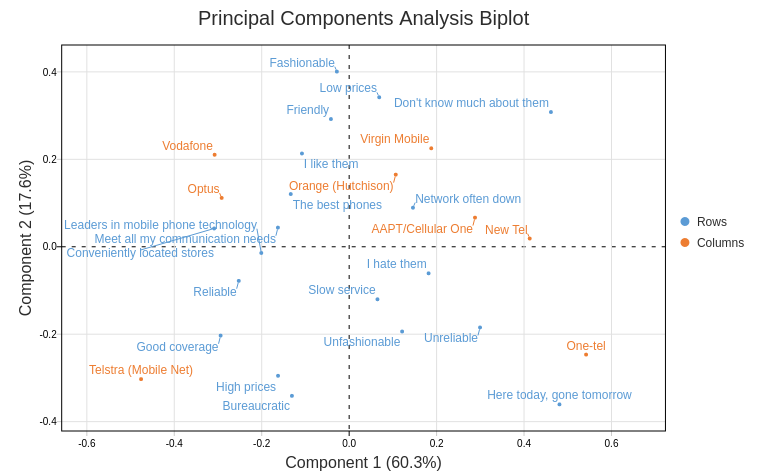 Principal Components Analysis Biplot
Component 2 (17.6%)
0.4
0.2
0.0
-0.2
-0.4
Fashionable
Low prices
Don't know much about them
Friendly
Virgin Mobile
Vodafone
I like them
Orange (Hutchison)
Optus
Network often down
The best phones
Leaders in mobile phone technology
AAPT/Cellular One
New Tel
Meet all my communication needs
Conveniently located stores
I hate them
Reliable
Slow service
Unfashionable
Unreliable
Good coverage
One-tel
Telstra (Mobile Net)
High prices
Here today, gone tomorrow
Bureaucratic
Rows
Columns
-0.6
-0.4
-0.2
0.0
0.2
0.4
0.6
Component 1 (60.3%)